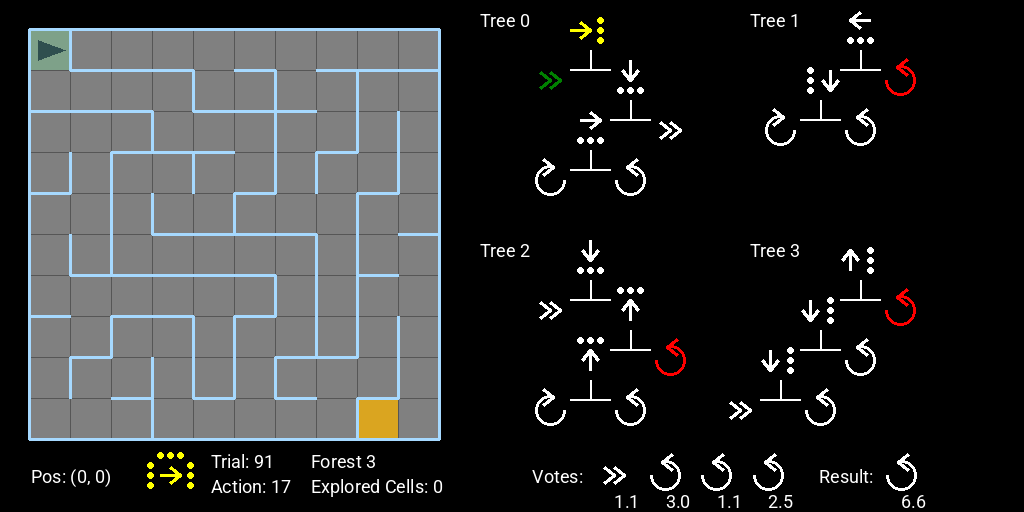 Tree 0
Tree 1
Tree 2
Tree 3
Pos: (0, 0)
Trial: 91
Forest 3
Action: 17
Explored Cells: 0
Votes:
Result:
1.1
3.0
1.1
2.5
6.6